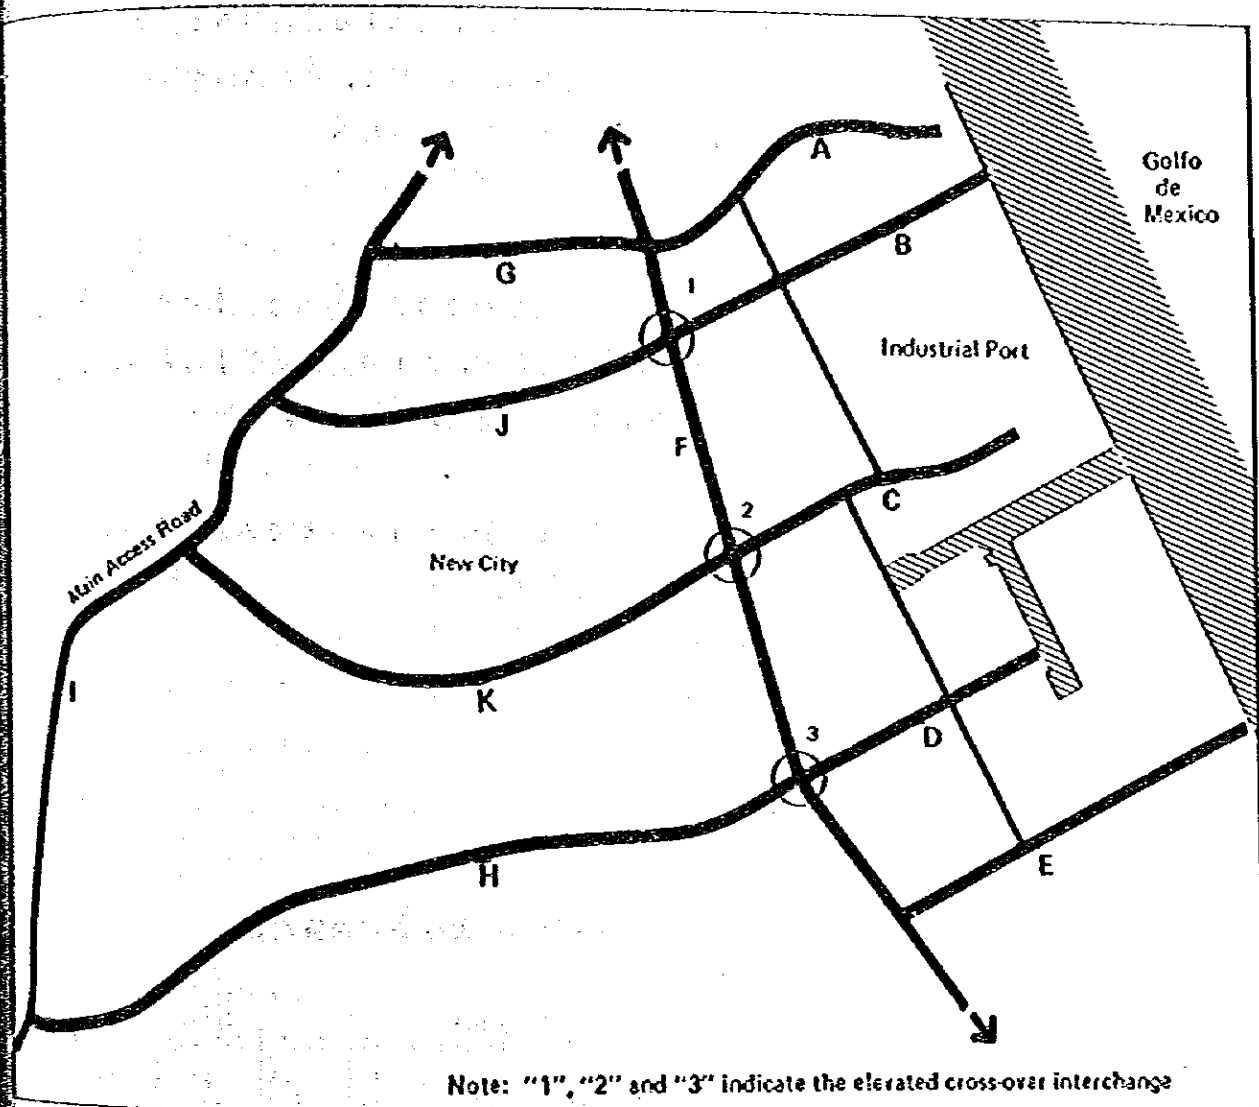 A
Golfo
de
Mexico
B
G
1
Industrial Port
J
F
C
2
Main Access Road
New City
I
K
3
D
E
H
Note: "1", "2" and "3" indicate the elevated cross-over interchange